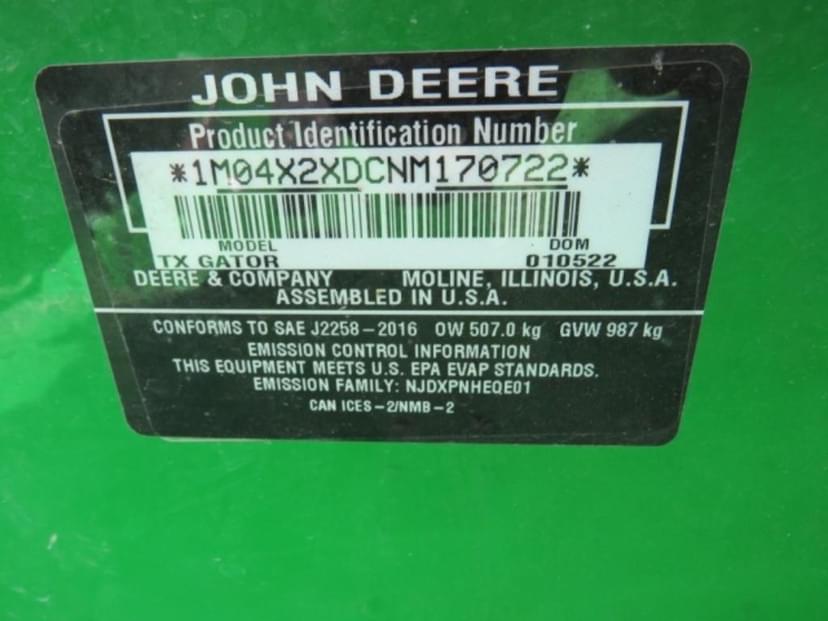 JOHN DEERE
Product Identification Number
*1M04X2XDCNM170722*
MODEL DOM
TX GATOR 010522
DEERE & COMPANY MOLINE, ILLINOIS, U.S.A.
ASSEMBLED IN U.S.A.
CONFORMS TO SAE J2258-2016 OW 507.0 kg GVW 987 kg
EMISSION CONTROL INFORMATION
THIS EQUIPMENT MEETS U.S. EPA EVAP STANDARDS.
EMISSION FAMILY: NJDXPNHEQE01
CAN ICES-2/NMB-2